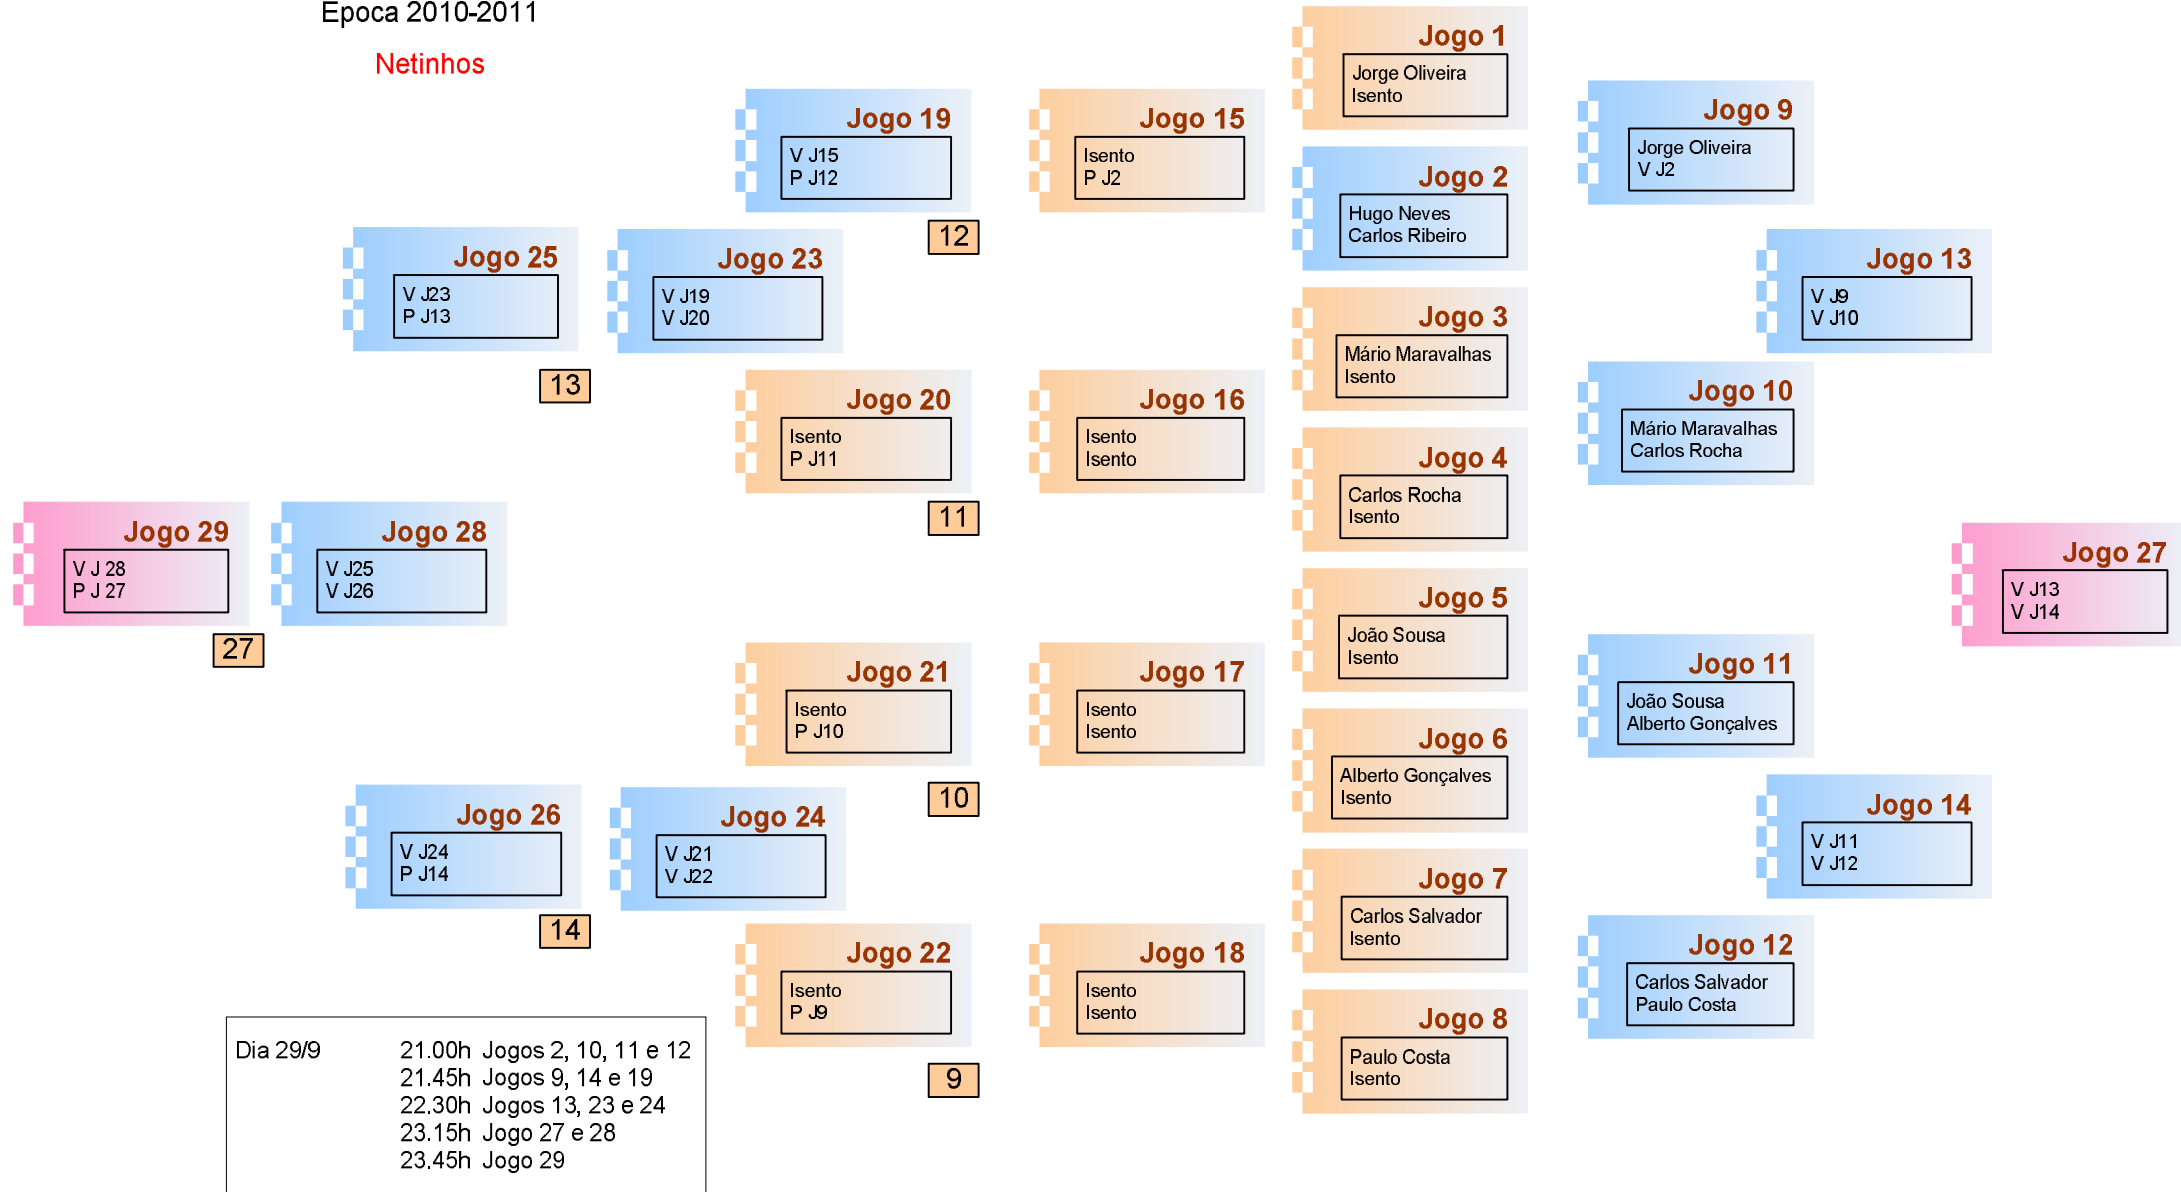 Epoca 2010-2011
Netinhos
Jogo 1
Jorge Oliveira
Isento
Jogo 2
Hugo Neves
Carlos Ribeiro
Jogo 3
Mário Maravalhas
Isento
Jogo 4
Carlos Rocha
Isento
Jogo 5
João Sousa
Isento
Jogo 6
Alberto Gonçalves
Isento
Jogo 7
Carlos Salvador
Isento
Jogo 8
Paulo Costa
Isento
Jogo 9
Jorge Oliveira
V J2
Jogo 10
Mário Maravalhas
Carlos Rocha
Jogo 11
João Sousa
Alberto Gonçalves
Jogo 12
Carlos Salvador
Paulo Costa
Jogo 13
V J9
V J10
Jogo 14
V J11
V J12
Jogo 27
V J13
V J14
Jogo 15
Isento
P J2
Jogo 16
Isento
Isento
Jogo 17
Isento
Isento
Jogo 18
Isento
Isento
Jogo 19
V J15
P J12
12
Jogo 20
Isento
P J11
11
Jogo 21
Isento
P J10
10
Jogo 22
Isento
P J9
9
Jogo 23
V J19
V J20
Jogo 24
V J21
V J22
Jogo 25
V J23
P J13
13
Jogo 26
V J24
P J14
14
Jogo 28
V J25
V J26
Jogo 29
V J 28
P J 27
27
Dia 29/9 21.00h Jogos 2, 10, 11 e 12
21.45h Jogos 9, 14 e 19
22.30h Jogos 13, 23 e 24
23.15h Jogo 27 e 28
23.45h Jogo 29